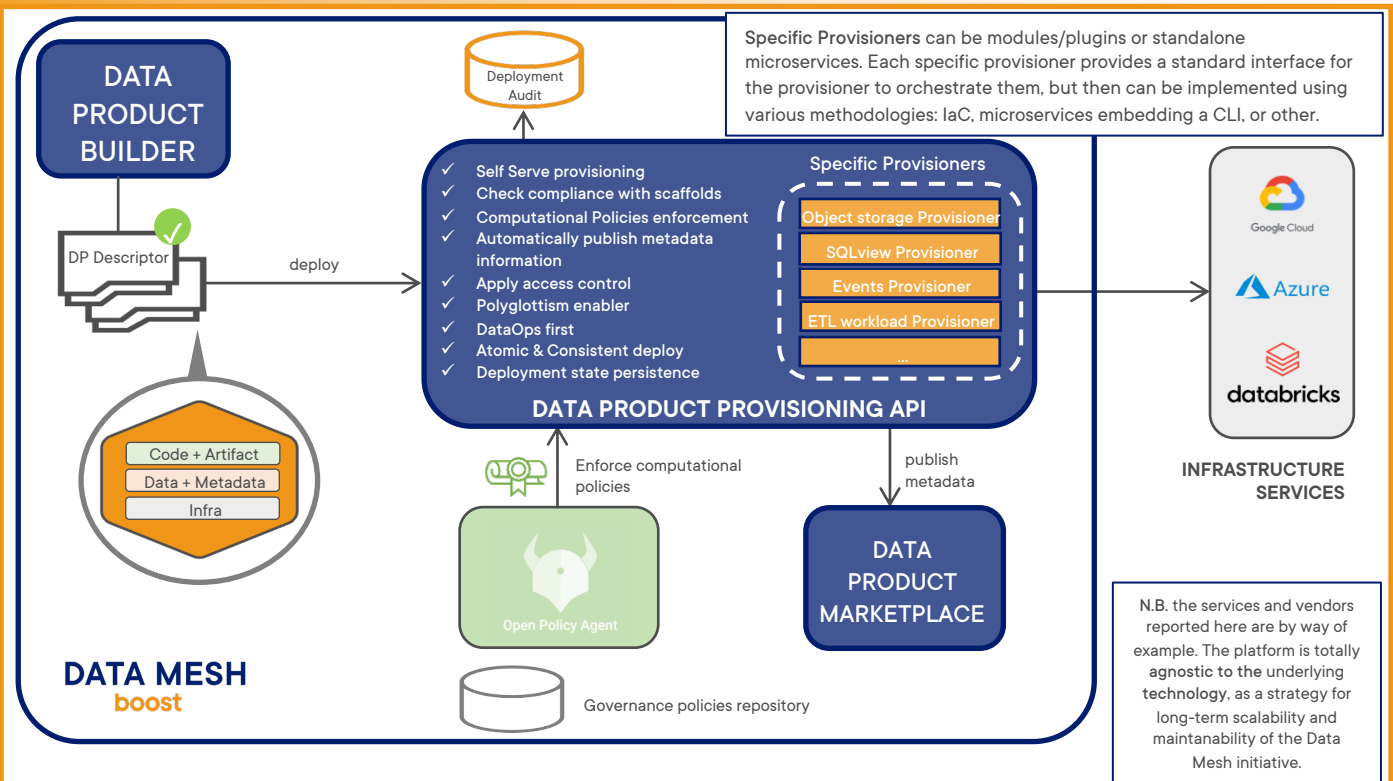 DATA
PRODUCT
BUILDER
Deployment
Audit
Specific Provisioners can be modules/plugins or standalone
microservices. Each specific provisioner provides a standard interface for
the provisioner to orchestrate them, but then can be implemented using
various methodologies: IaC, microservices embedding a CLI, or other.
DP Descriptor
deploy
✓ Self Serve provisioning
✓ Check compliance with scaffolds
✓ Computational Policies enforcement
✓ Automatically publish metadata
information
✓ Apply access control
✓ Polyglottism enabler
✓ DataOps first
✓ Atomic & Consistent deploy
✓ Deployment state persistence
Specific Provisioners
Object storage Provisioner
SQLview Provisioner
Events Provisioner
ETL workload Provisioner
...
DATA PRODUCT PROVISIONING API
Google Cloud
Azure
databricks
INFRASTRUCTURE
SERVICES
Code + Artifact
Data + Metadata
Infra
Enforce computational
policies
publish
metadata
Open Policy Agent
DATA
PRODUCT
MARKETPLACE
Governance policies repository
DATA MESH
boost
N.B. the services and vendors
reported here are by way of
example. The platform is totally
agnostic to the underlying
technology, as a strategy for
long-term scalability and
maintanability of the Data
Mesh initiative.